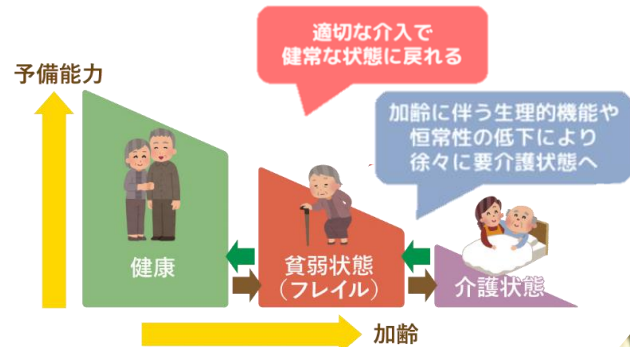 適切な介入で
健常な状態に戻れる
予備能力
加齢に伴う生理的機能や
恒常性の低下により
徐々に要介護状態へ
健康
貧弱状態
（フレイル）
介護状態
加齢